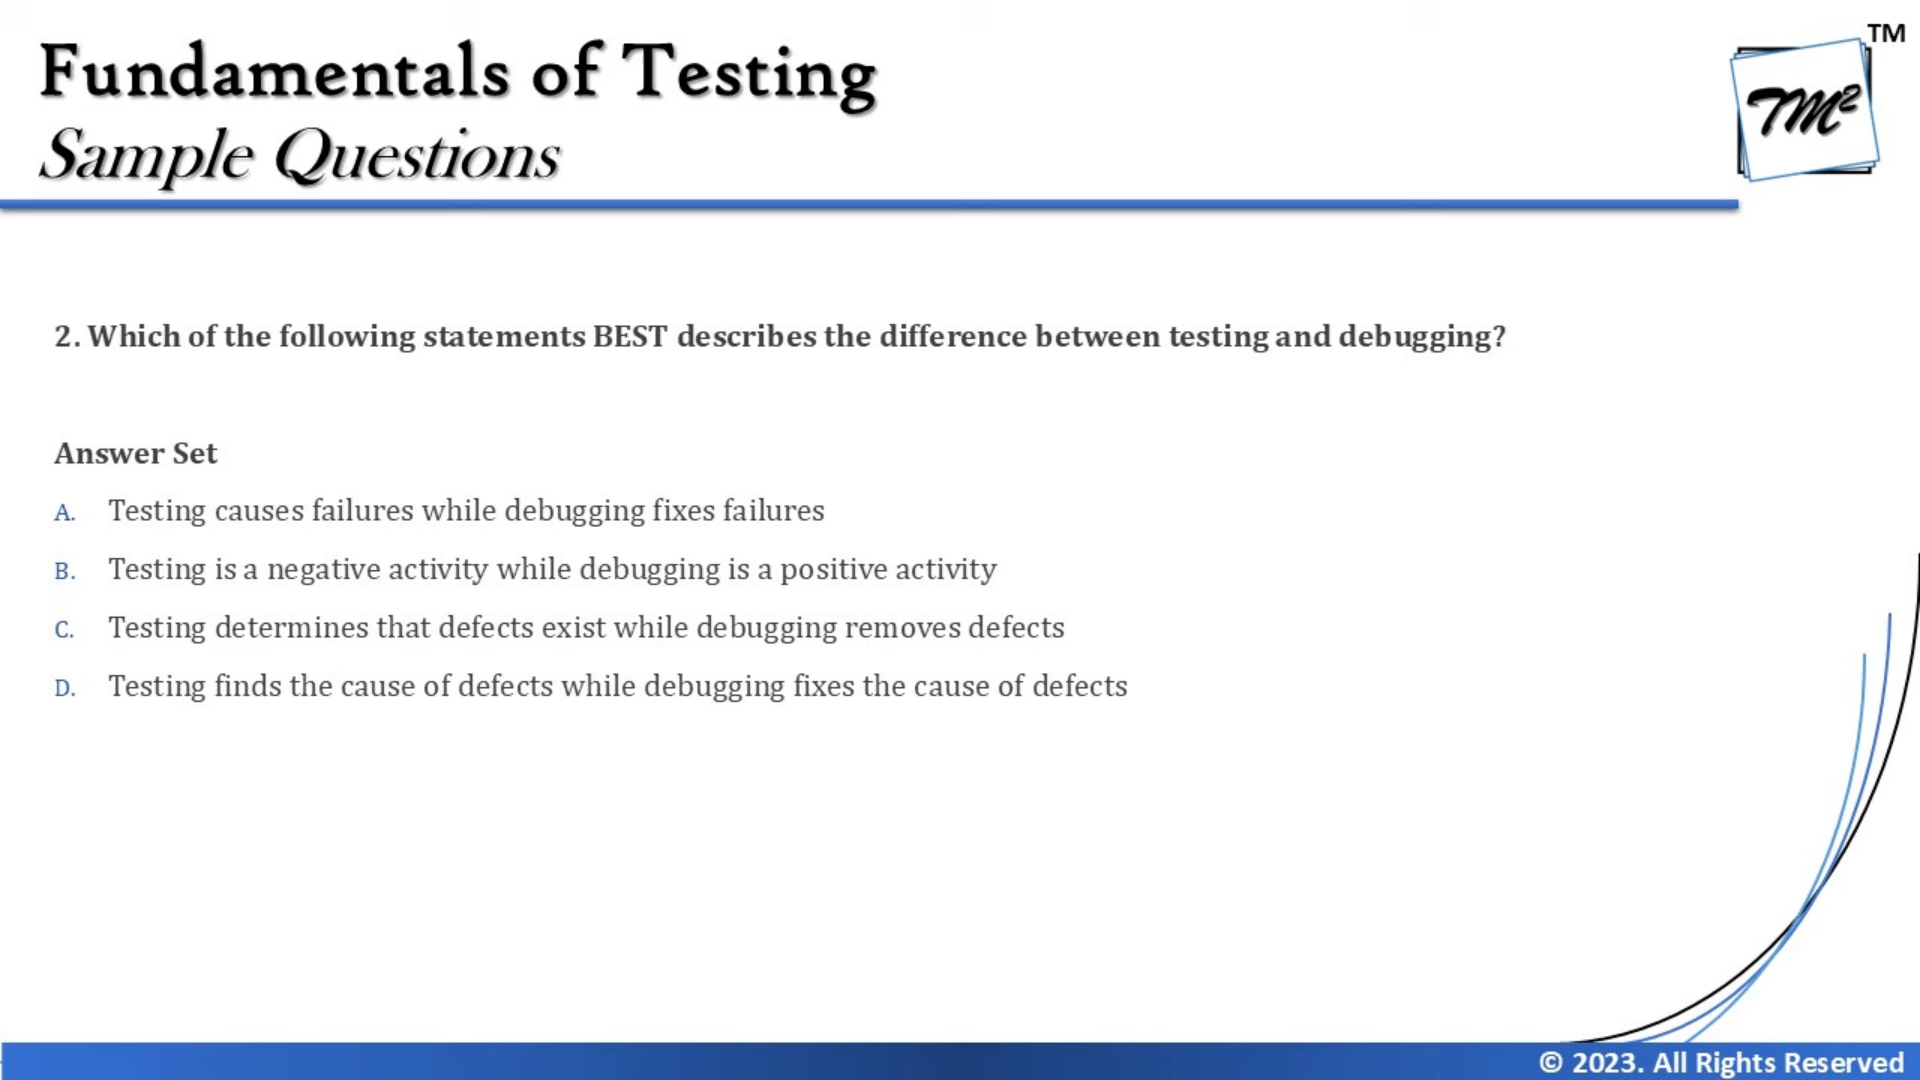 Fundamentals of Testing
Sample Questions
TM
TM²
2. Which of the following statements BEST describes the difference between testing and debugging?
Answer Set
A. Testing causes failures while debugging fixes failures
B. Testing is a negative activity while debugging is a positive activity
C. Testing determines that defects exist while debugging removes defects
D. Testing finds the cause of defects while debugging fixes the cause of defects
© 2023. All Rights Reserved